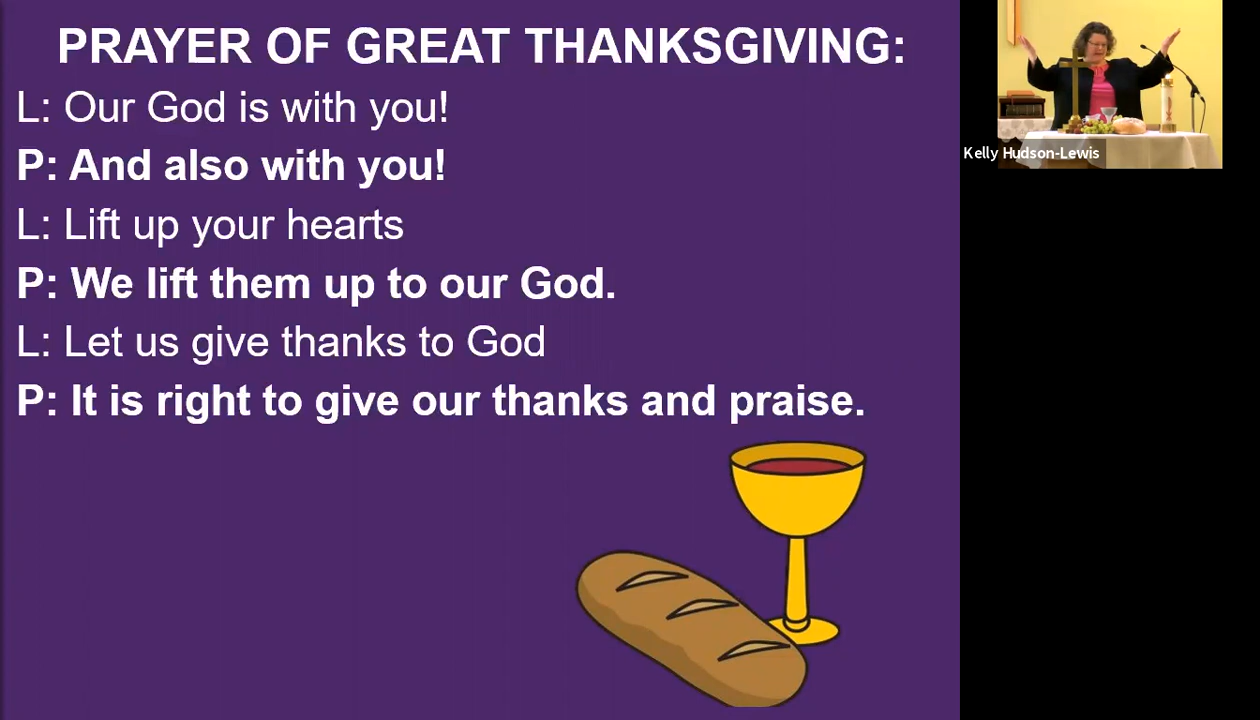 PRAYER OF GREAT THANKSGIVING:
L: Our God is with you!
P: And also with you!
L: Lift up your hearts
P: We lift them up to our God.
L: Let us give thanks to God
P: It is right to give our thanks and praise.
Kelly Hudson-Lewis